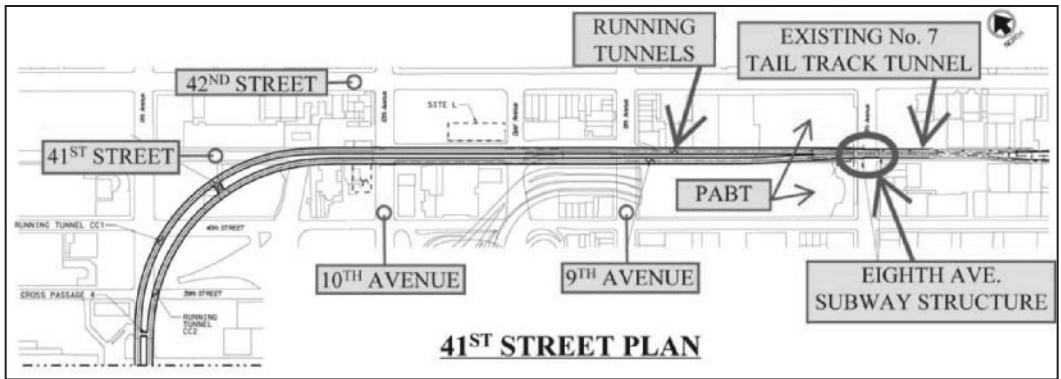 RUNNING
TUNNELS
EXISTING No. 7
TAIL TRACK TUNNEL
NORTH
42ND STREET
SITE L
41ST STREET
PABT
RUNNING TUNNEL CC1
40th STREET
10TH AVENUE
9TH AVENUE
EIGHTH AVE.
SUBWAY STRUCTURE
39th STREET
CROSS PASSAGE 4
RUNNING
TUNNEL
CC2
41ST STREET PLAN